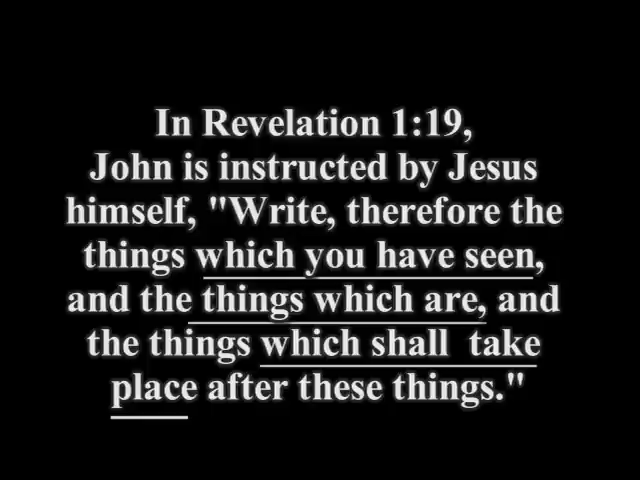 In Revelation 1:19,
John is instructed by Jesus
himself, "Write, therefore the
things which you have seen,
and the things which are, and
the things which shall take
place after these things."